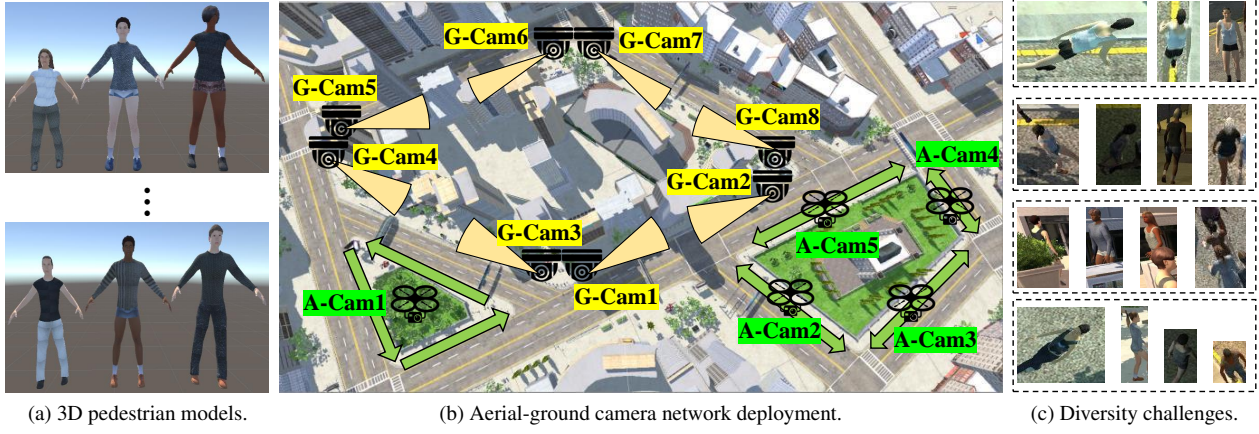 G-Cam6
G-Cam7
G-Cam5
G-Cam8
G-Cam4
A-Cam4
G-Cam2
G-Cam3
A-Cam5
G-Cam1
A-Cam1
A-Cam2
A-Cam3
(a) 3D pedestrian models.
(b) Aerial-ground camera network deployment.
(c) Diversity challenges.